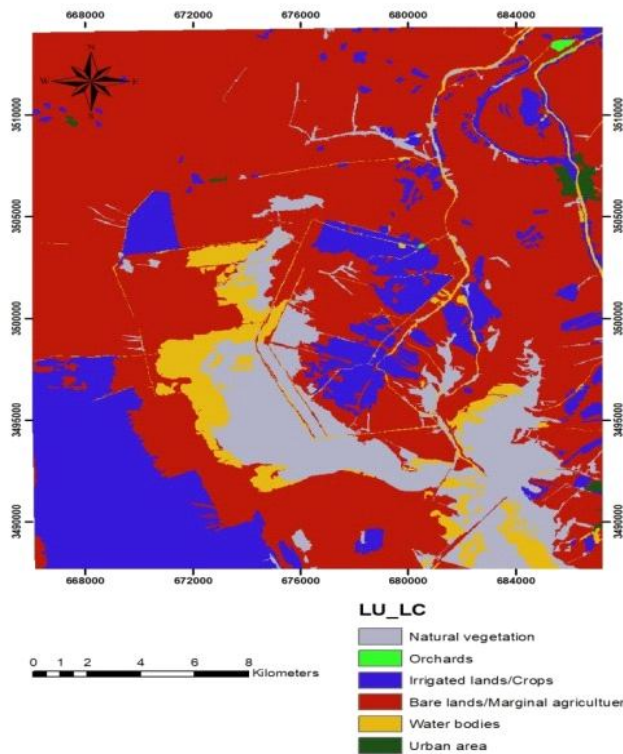 668000 672000 676000 680000 684000
N
W E
S
3510000 3510000
3505000 3505000
3500000 3500000
3495000 3495000
3490000 3490000
668000 672000 676000 680000 684000
LU_LC
Natural vegetation
Orchards
Irrigated lands/Crops
Bare lands/Marginal agricultuer
Water bodies
Urban area
0 1 2 4 6 8
Kilometers